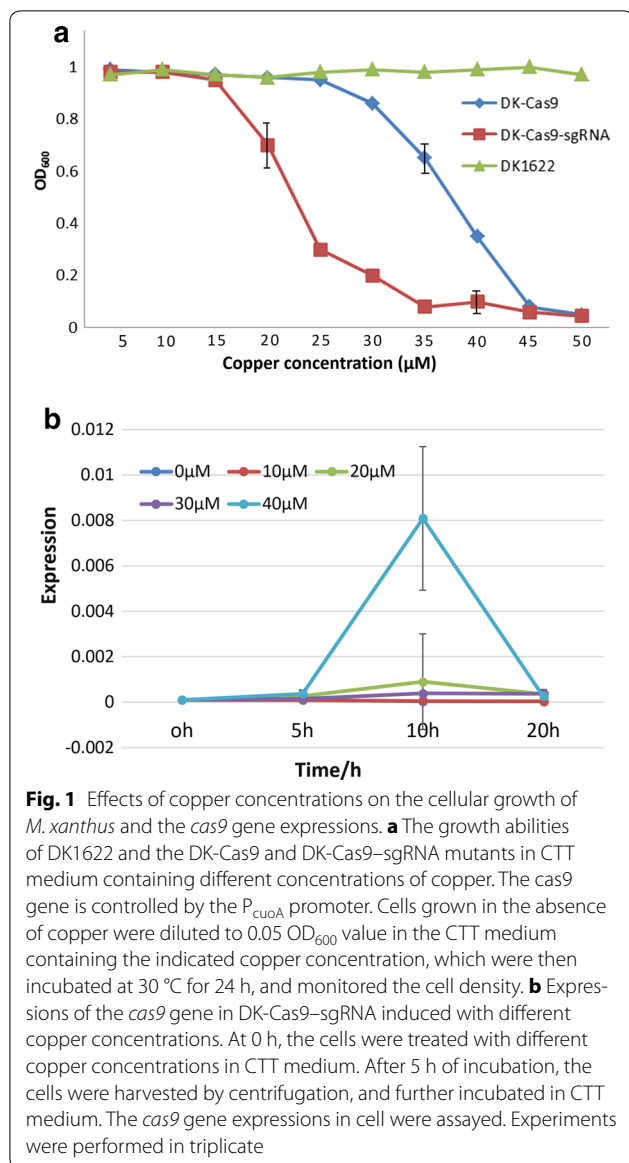 a
1
0.8
0.6
0.4
0.2
0
OD600
DK-Cas9
DK-Cas9-sgRNA
DK1622
5 10 15 20 25 30 35 40 45 50
Copper concentration (µM)
b
0.012
0.01
0.008
0.006
0.004
0.002
0
-0.002
Expression
0µM 10µM 20µM
30µM 40µM
oh 5h 10h 20h
Time/h
Fig. 1 Effects of copper concentrations on the cellular growth of
M. xanthus and the cas9 gene expressions. a The growth abilities
of DK1622 and the DK-Cas9 and DK-Cas9–sgRNA mutants in CTT
medium containing different concentrations of copper. The cas9
gene is controlled by the PcuoA promoter. Cells grown in the absence
of copper were diluted to 0.05 OD600 value in the CTT medium
containing the indicated copper concentration, which were then
incubated at 30 °C for 24 h, and monitored the cell density. b Expres-
sions of the cas9 gene in DK-Cas9–sgRNA induced with different
copper concentrations. At 0 h, the cells were treated with different
copper concentrations in CTT medium. After 5 h of incubation, the
cells were harvested by centrifugation, and further incubated in CTT
medium. The cas9 gene expressions in cell were assayed. Experiments
were performed in triplicate